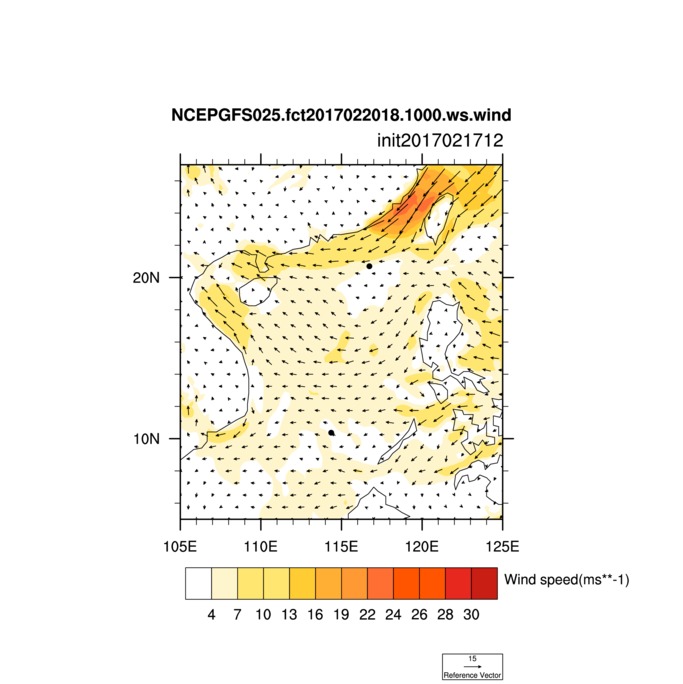 NCEPGFS025.fct2017022018.1000.ws.wind
init2017021712
20N
10N
105E 110E 115E 120E 125E
Wind speed(ms**-1)
4 7 10 13 16 19 22 24 26 28 30
15
Reference Vector